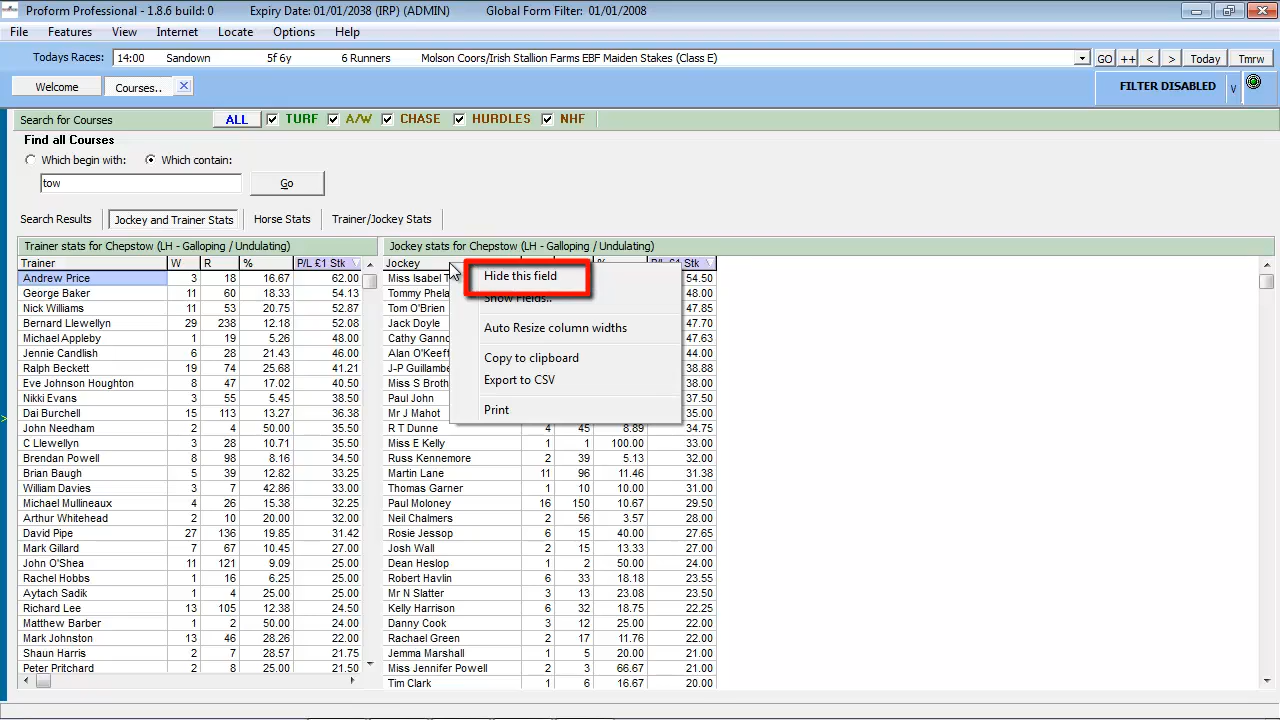 Proform Professional - 1.8.6 build: 0 Expiry Date: 01/01/2038 (IRP) (ADMIN) Global Form Filter: 01/01/2008
File Features View Internet Locate Options Help
Todays Races: 14:00 Sandown 5f 6y 6 Runners Molson Coors/Irish Stallion Farms EBF Maiden Stakes (Class E) GO ++ < > Today Tmrw
Welcome Courses.. FILTER DISABLED V
Search for Courses ALL TURF A/W CHASE HURDLES NHF
Find all Courses
Which begin with: Which contain:
tow Go
Search Results Jockey and Trainer Stats Horse Stats Trainer/Jockey Stats
Trainer stats for Chepstow (LH - Galloping / Undulating)
Trainer W R % P/L £1 Stk
Andrew Price 3 18 16.67 62.00
George Baker 11 60 18.33 54.13
Nick Williams 11 53 20.75 52.87
Bernard Llewellyn 29 238 12.18 52.08
Michael Appleby 1 19 5.26 48.00
Jennie Candlish 6 28 21.43 46.00
Ralph Beckett 19 74 25.68 41.21
Eve Johnson Houghton 8 47 17.02 40.50
Nikki Evans 3 55 5.45 38.50
Dai Burchell 15 113 13.27 36.38
John Needham 2 4 50.00 35.50
C Llewellyn 3 28 10.71 35.50
Brendan Powell 8 98 8.16 34.50
Brian Baugh 5 39 12.82 33.25
William Davies 3 7 42.86 33.00
Michael Mullineaux 4 26 15.38 32.25
Arthur Whitehead 2 10 20.00 32.00
David Pipe 27 136 19.85 31.42
Mark Gillard 7 67 10.45 27.00
John O'Shea 11 121 9.09 25.00
Rachel Hobbs 1 16 6.25 25.00
Aytach Sadik 1 4 25.00 25.00
Richard Lee 13 105 12.38 24.50
Matthew Barber 1 2 50.00 24.00
Mark Johnston 13 46 28.26 22.00
Shaun Harris 2 7 28.57 21.75
Peter Pritchard 2 8 25.00 21.50
Jockey stats for Chepstow (LH - Galloping / Undulating)
Jockey % P/L £1 Stk
Miss Isabel T 54.50
Tommy Phela 48.00
Tom O'Brien 47.85
Jack Doyle 47.70
Cathy Ganno 47.63
Alan O'Keeff 44.00
J-P Guillambe 38.88
Miss S Broth 38.50
Paul John 37.50
Mr J Mahot 35.00
R T Dunne 4 45 8.89 34.75
Miss E Kelly 1 1 100.00 33.00
Russ Kennemore 2 39 5.13 32.00
Martin Lane 11 96 11.46 31.38
Thomas Garner 1 10 10.00 31.00
Paul Moloney 16 150 10.67 29.50
Neil Chalmers 2 56 3.57 28.00
Rosie Jessop 6 15 40.00 27.65
Josh Wall 2 15 13.33 27.00
Dean Heslop 1 2 50.00 24.00
Robert Havlin 6 33 18.18 23.55
Mr N Slatter 3 13 23.08 23.50
Kelly Harrison 6 32 18.75 22.25
Danny Cook 3 12 25.00 22.00
Rachael Green 2 17 11.76 22.00
Jemma Marshall 1 5 20.00 21.00
Miss Jennifer Powell 2 3 66.67 21.00
Tim Clark 1 6 16.67 20.00
Hide this field
Show Fields..
Auto Resize column widths
Copy to clipboard
Export to CSV
Print